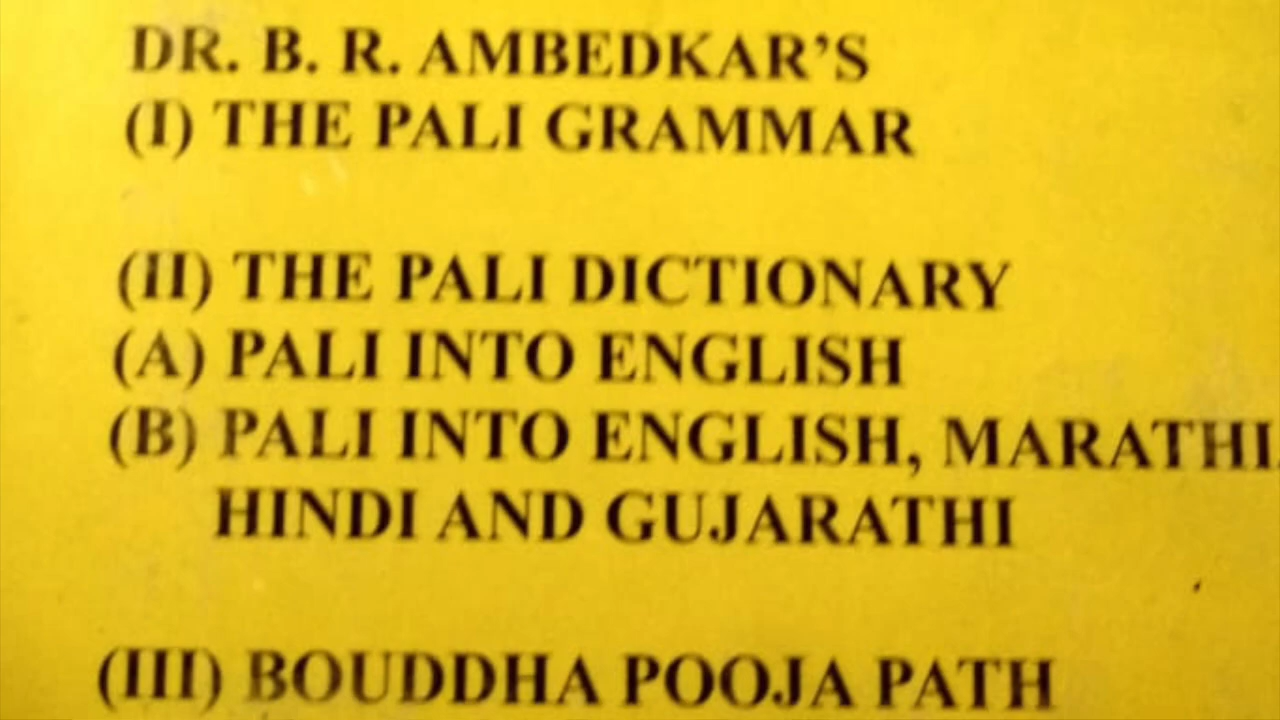 DR. B. R. AMBEDKAR'S
(I) THE PALI GRAMMAR
(II) THE PALI DICTIONARY
(A) PALI INTO ENGLISH
(B) PALI INTO ENGLISH, MARATHI,
HINDI AND GUJARATHI
(III) BOUDDHA POOJA PATH